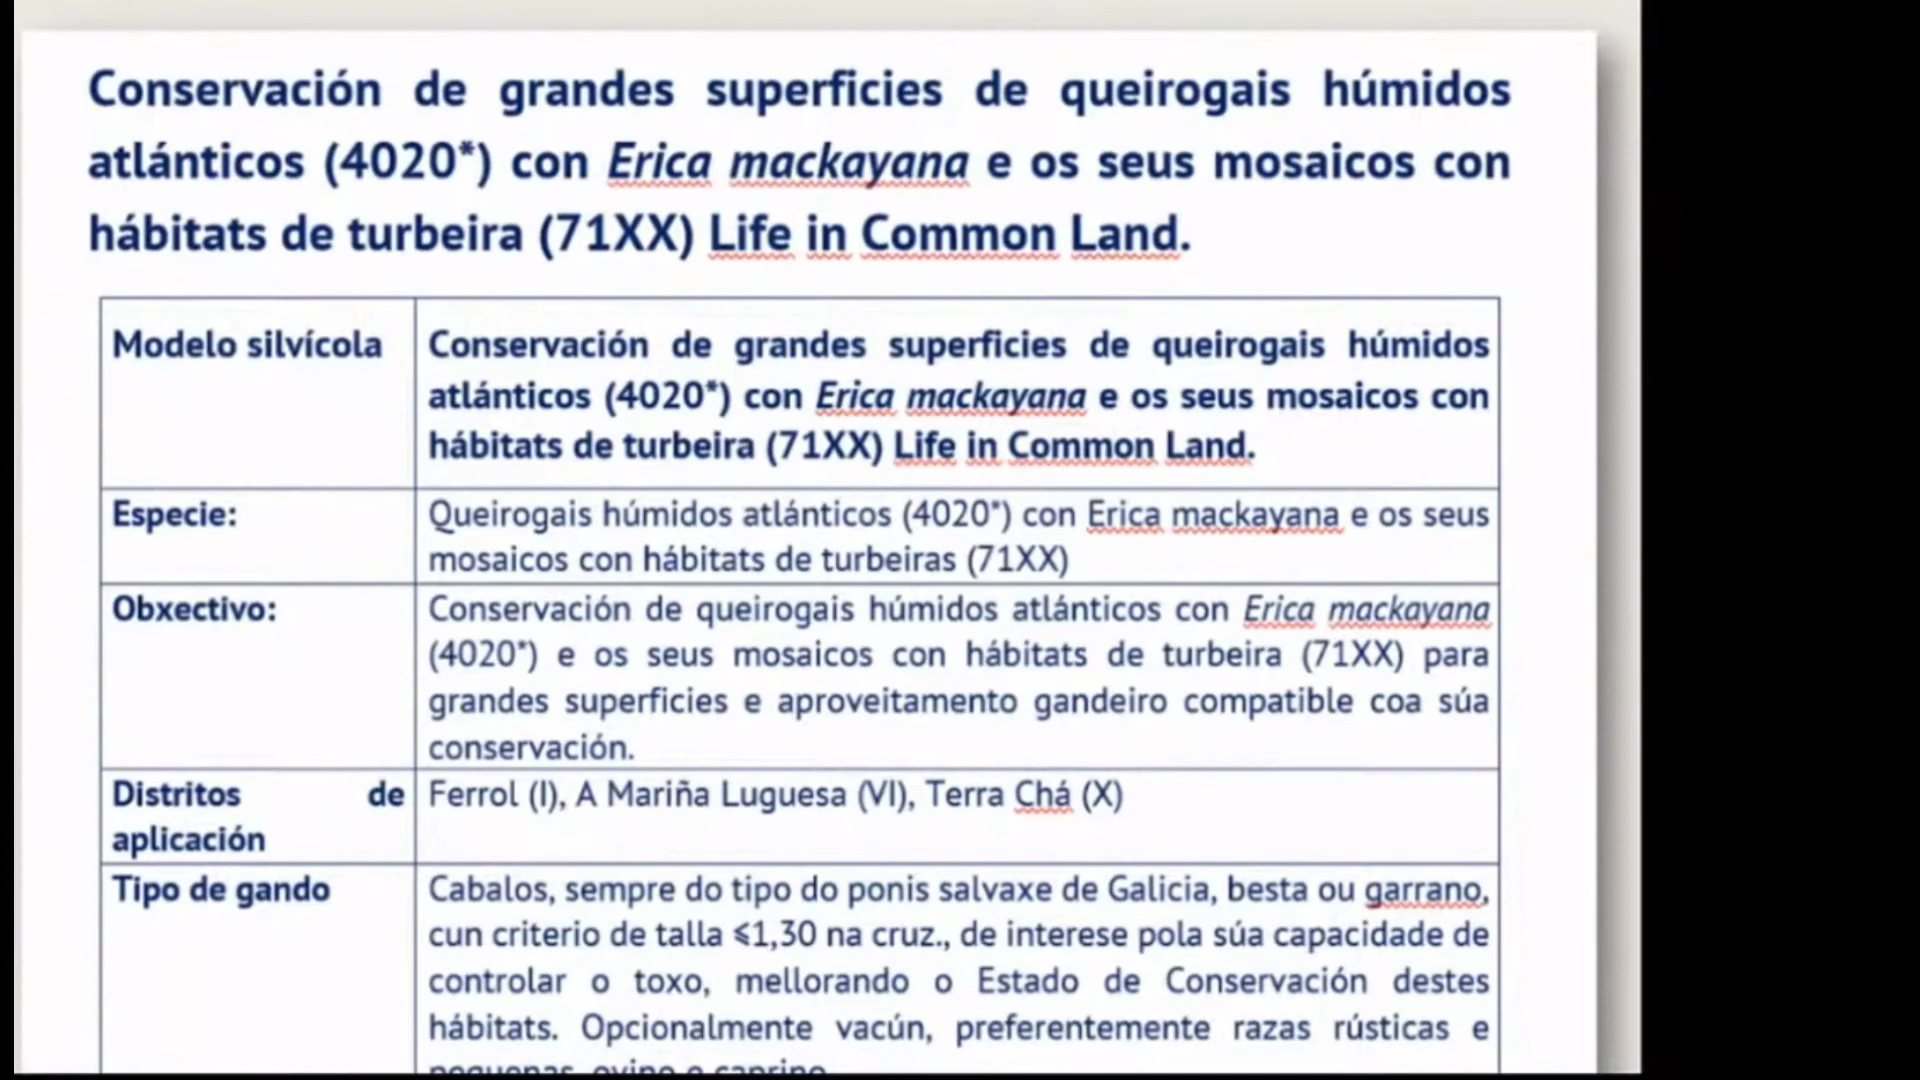 Conservación de grandes superficies de queirogais húmidos
atlánticos (4020*) con Erica mackayana e os seus mosaicos con
hábitats de turbeira (71XX) Life in Common Land.
Modelo silvícola
Conservación de grandes superficies de queirogais húmidos
atlánticos (4020*) con Erica mackayana e os seus mosaicos con
hábitats de turbeira (71XX) Life in Common Land.
Especie:
Queirogais húmidos atlánticos (4020*) con Erica mackayana e os seus
mosaicos con hábitats de turbeiras (71XX)
Obxectivo:
Conservación de queirogais húmidos atlánticos con Erica mackayana
(4020*) e os seus mosaicos con hábitats de turbeira (71XX) para
grandes superficies e aproveitamento gandeiro compatible coa súa
conservación.
Distritos de
aplicación
Ferrol (I), A Mariña Luguesa (VI), Terra Chá (X)
Tipo de gando
Cabalos, sempre do tipo do ponis salvaxe de Galicia, besta ou garrano,
cun criterio de talla ≤1,30 na cruz., de interese pola súa capacidade de
controlar o toxo, mellorando o Estado de Conservación destes
hábitats. Opcionalmente vacún, preferentemente razas rústicas e
pequenas, ovino e caprino